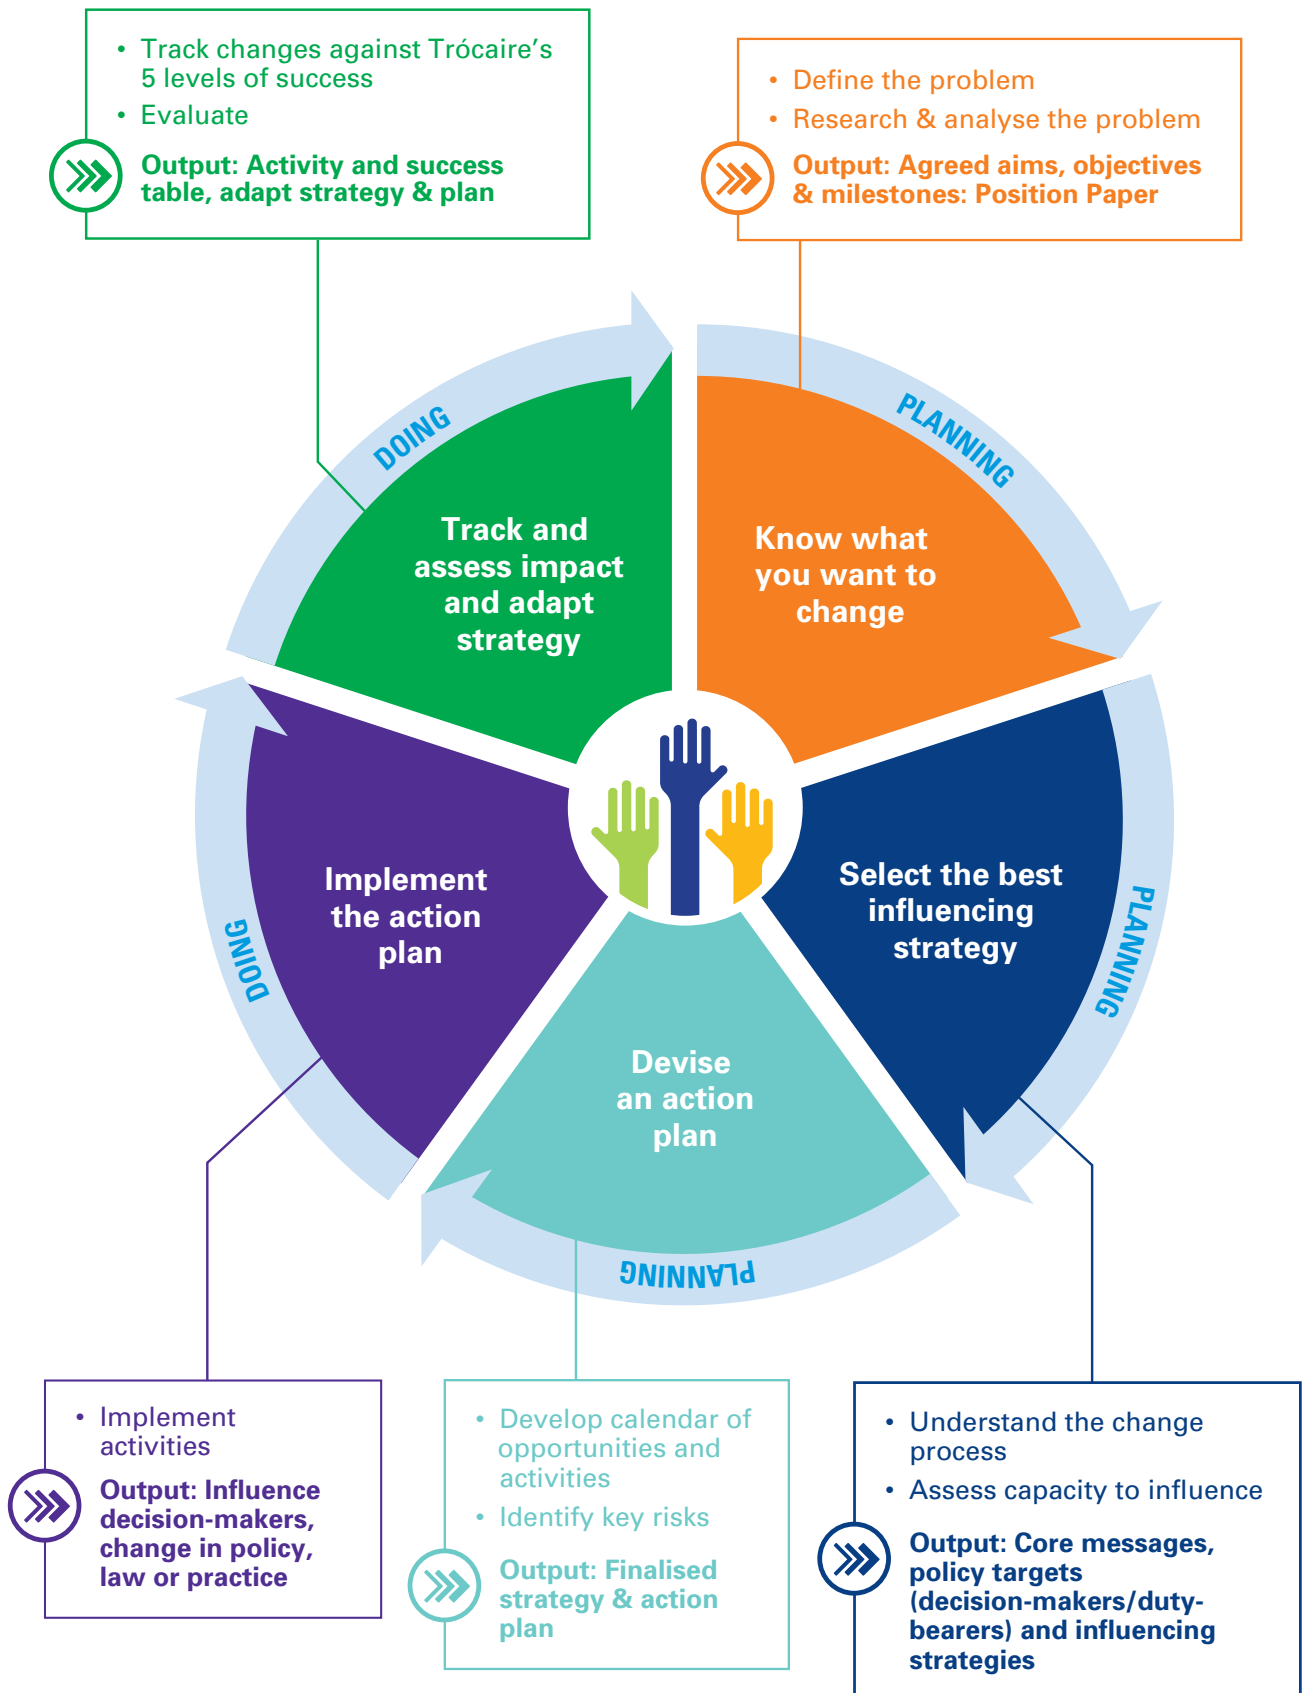 • Track changes against Trócaire’s
5 levels of success
• Evaluate
Output: Activity and success
table, adapt strategy & plan
• Define the problem
• Research & analyse the problem
Output: Agreed aims, objectives
& milestones: Position Paper
DOING
PLANNING
Track and
assess impact
and adapt
strategy
Know what
you want to
change
Implement
the action
plan
Select the best
influencing
strategy
DOING
PLANNING
Devise
an action
plan
PLANNING
• Implement
activities
Output: Influence
decision-makers,
change in policy,
law or practice
• Develop calendar of
opportunities and
activities
• Identify key risks
Output: Finalised
strategy & action
plan
• Understand the change
process
• Assess capacity to influence
Output: Core messages,
policy targets
(decision-makers/duty-
bearers) and influencing
strategies